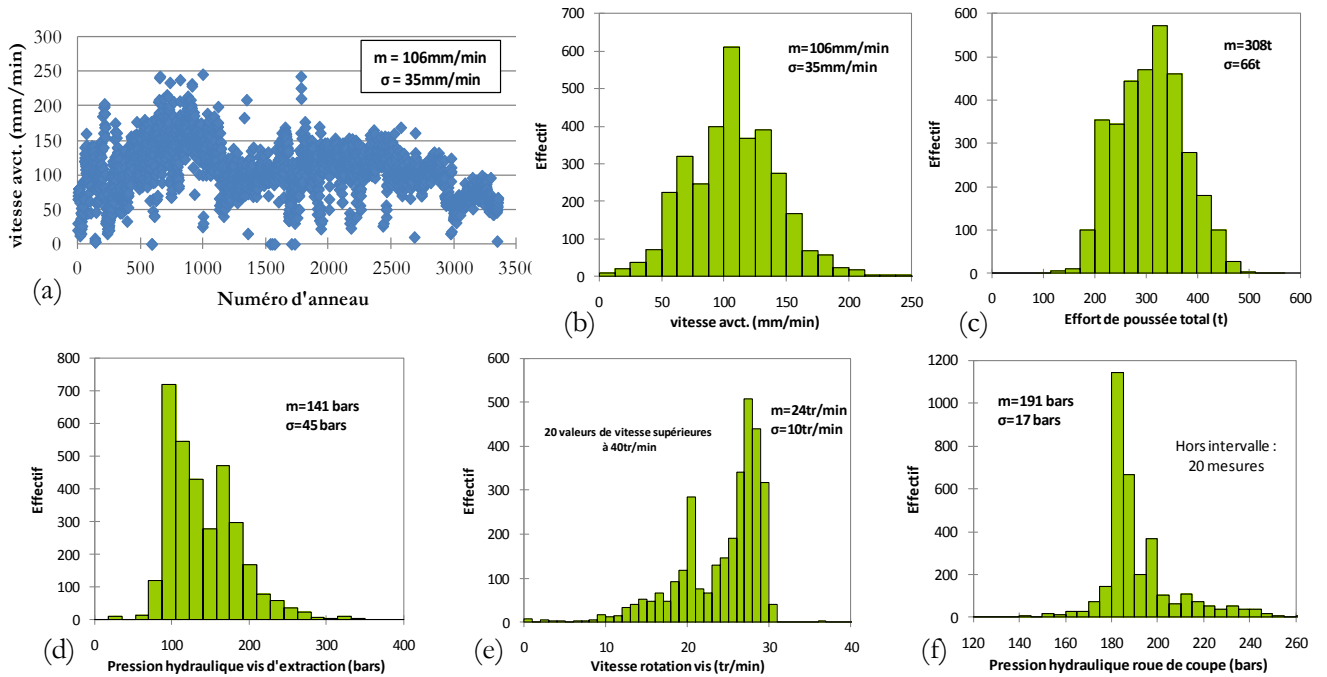 300
250
200
150
100
50
0
vitesse avct. (mm/min)
m = 106mm/min
σ = 35mm/min
0 500 1000 1500 2000 2500 3000 3500
Numéro d'anneau
(a)
700
600
500
400
300
200
100
0
Effectif
m=106mm/min
σ=35mm/min
0 50 100 150 200 250
vitesse avct. (mm/min)
(b)
600
500
400
300
200
100
0
Effectif
m=308t
σ=66t
0 100 200 300 400 500 600
Effort de poussée total (t)
(c)
800
700
600
500
400
300
200
100
0
Effectif
m=141 bars
σ=45 bars
0 100 200 300 400
Pression hydraulique vis d'extraction (bars)
(d)
600
500
400
300
200
100
0
Effectif
20 valeurs de vitesse supérieures
à 40tr/min
m=24tr/min
σ=10tr/min
0 10 20 30 40
Vitesse rotation vis (tr/min)
(e)
1200
1000
800
600
400
200
0
Effectif
m=191 bars
σ=17 bars
Hors intervalle :
20 mesures
120 140 160 180 200 220 240 260
Pression hydraulique roue de coupe (bars)
(f)